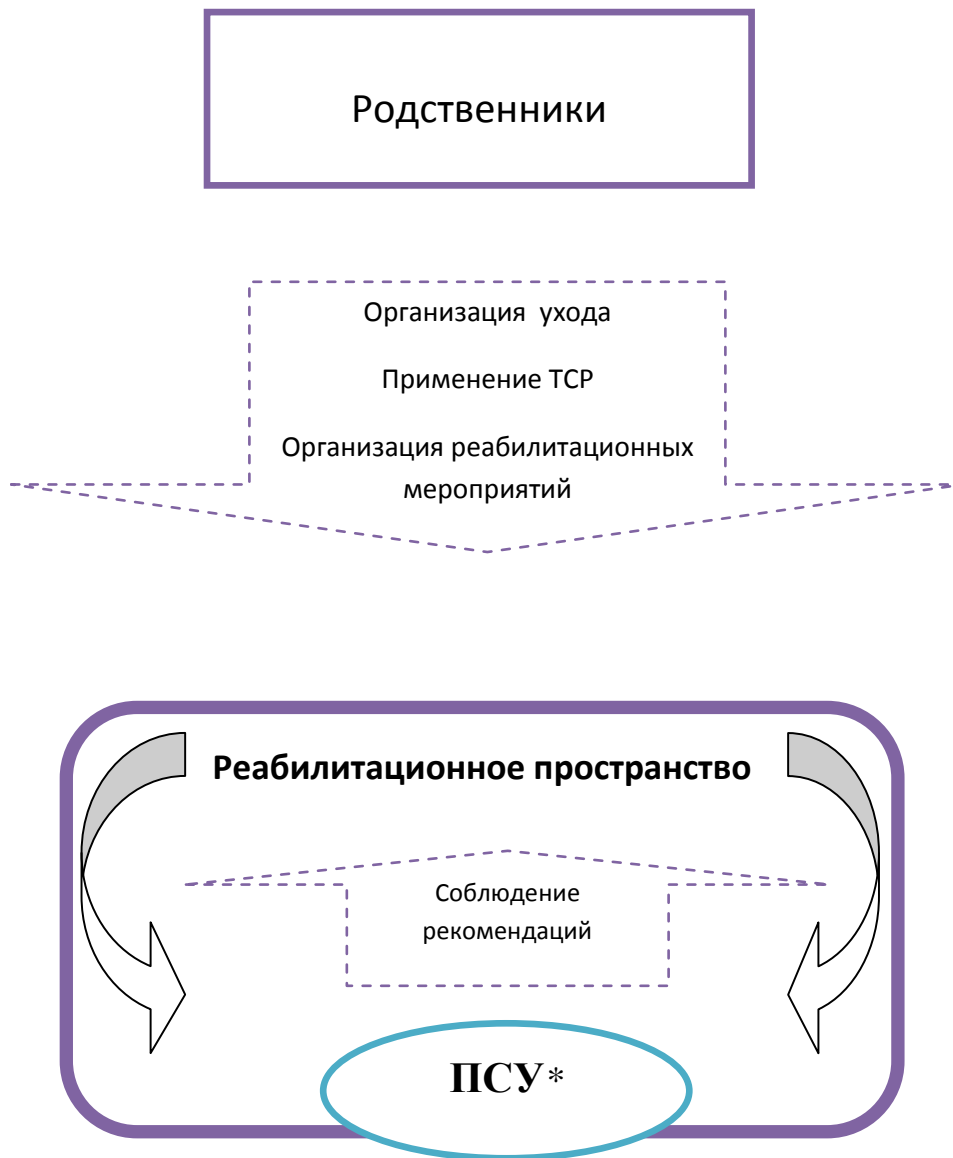 Родственники
Организация ухода
Применение ТСР
Организация реабилитационных
мероприятий
Реабилитационное пространство
Соблюдение
рекомендаций
ПСУ*